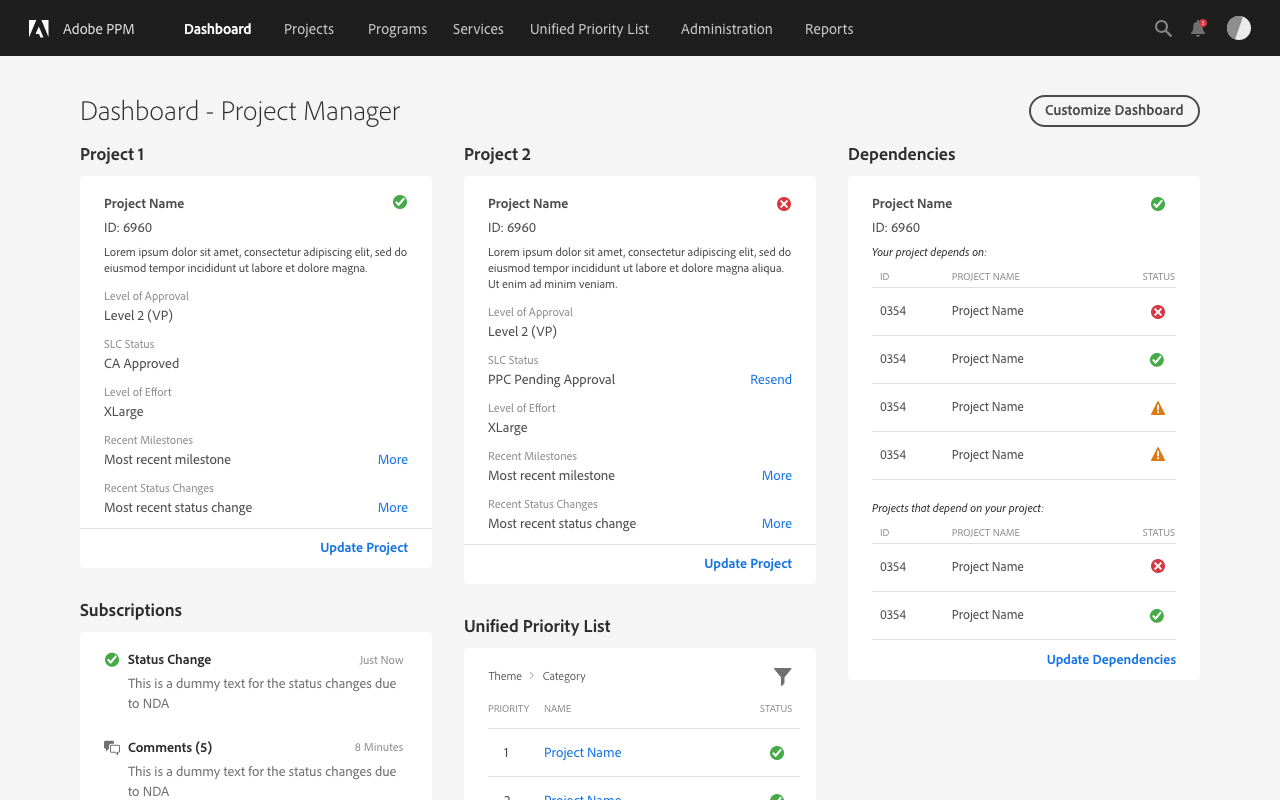 Adobe PPM
Dashboard
Projects
Programs
Services
Unified Priority List
Administration
Reports
Dashboard - Project Manager
Customize Dashboard
Project 1
Project Name
ID: 6960
Lorem ipsum dolor sit amet, consectetur adipiscing elit, sed do
eiusmod tempor incididunt ut labore et dolore magna.
Level of Approval
Level 2 (VP)
SLC Status
CA Approved
Level of Effort
XLarge
Recent Milestones
Most recent milestone More
Recent Status Changes
Most recent status change More
Update Project
Subscriptions
Status Change Just Now
This is a dummy text for the status changes due
to NDA
Comments (5) 8 Minutes
This is a dummy text for the status changes due
to NDA
Project 2
Project Name
ID: 6960
Lorem ipsum dolor sit amet, consectetur adipiscing elit, sed do
eiusmod tempor incididunt ut labore et dolore magna aliqua.
Ut enim ad minim veniam.
Level of Approval
Level 2 (VP)
SLC Status
PPC Pending Approval Resend
Level of Effort
XLarge
Recent Milestones
Most recent milestone More
Recent Status Changes
Most recent status change More
Update Project
Unified Priority List
Theme > Category
PRIORITY NAME STATUS
1 Project Name
2 Project Name
Dependencies
Project Name
ID: 6960
Your project depends on:
ID PROJECT NAME STATUS
0354 Project Name
0354 Project Name
0354 Project Name
0354 Project Name
Projects that depend on your project:
ID PROJECT NAME STATUS
0354 Project Name
0354 Project Name
Update Dependencies